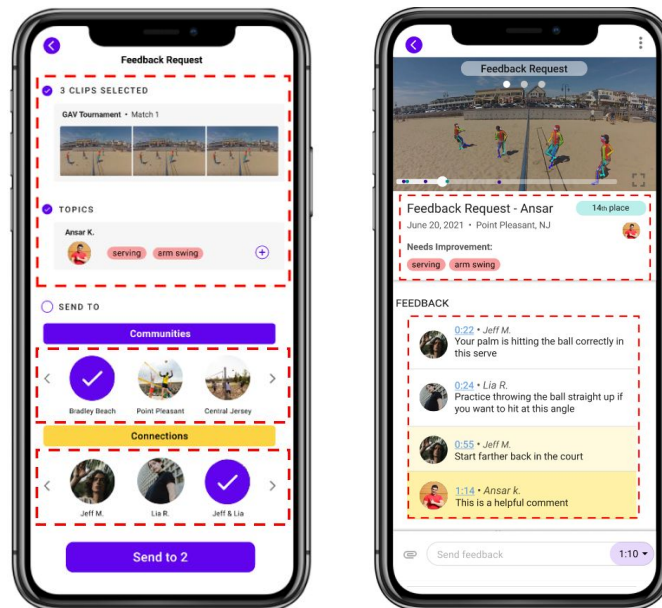 Feedback Request
3 CLIPS SELECTED
GAV Tournament • Match 1
TOPICS
Ansar K.
serving arm swing
SEND TO
Communities
Bradley Beach Point Pleasant Central Jersey
Connections
Jeff M. Lia R. Jeff & Lia
Send to 2
Feedback Request
Feedback Request - Ansar 14th place
June 20, 2021 • Point Pleasant, NJ
Needs Improvement:
serving arm swing
FEEDBACK
0:22 • Jeff M.
Your palm is hitting the ball correctly in
this serve
0:24 • Lia R.
Practice throwing the ball straight up if
you want to hit at this angle
0:55 • Jeff M.
Start farther back in the court
1:14 • Ansar k.
This is a helpful comment
Send feedback 1:10